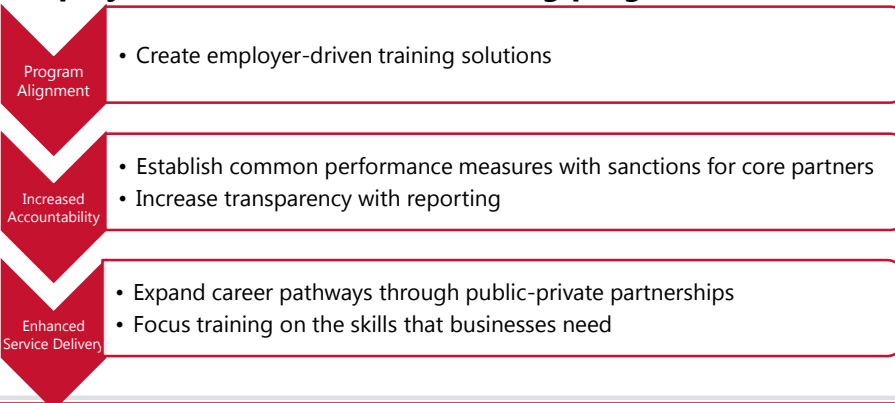 Program
Alignment
• Create employer-driven training solutions
Increased
Accountability
• Establish common performance measures with sanctions for core partners
• Increase transparency with reporting
Enhanced
Service Delivery
• Expand career pathways through public-private partnerships
• Focus training on the skills that businesses need